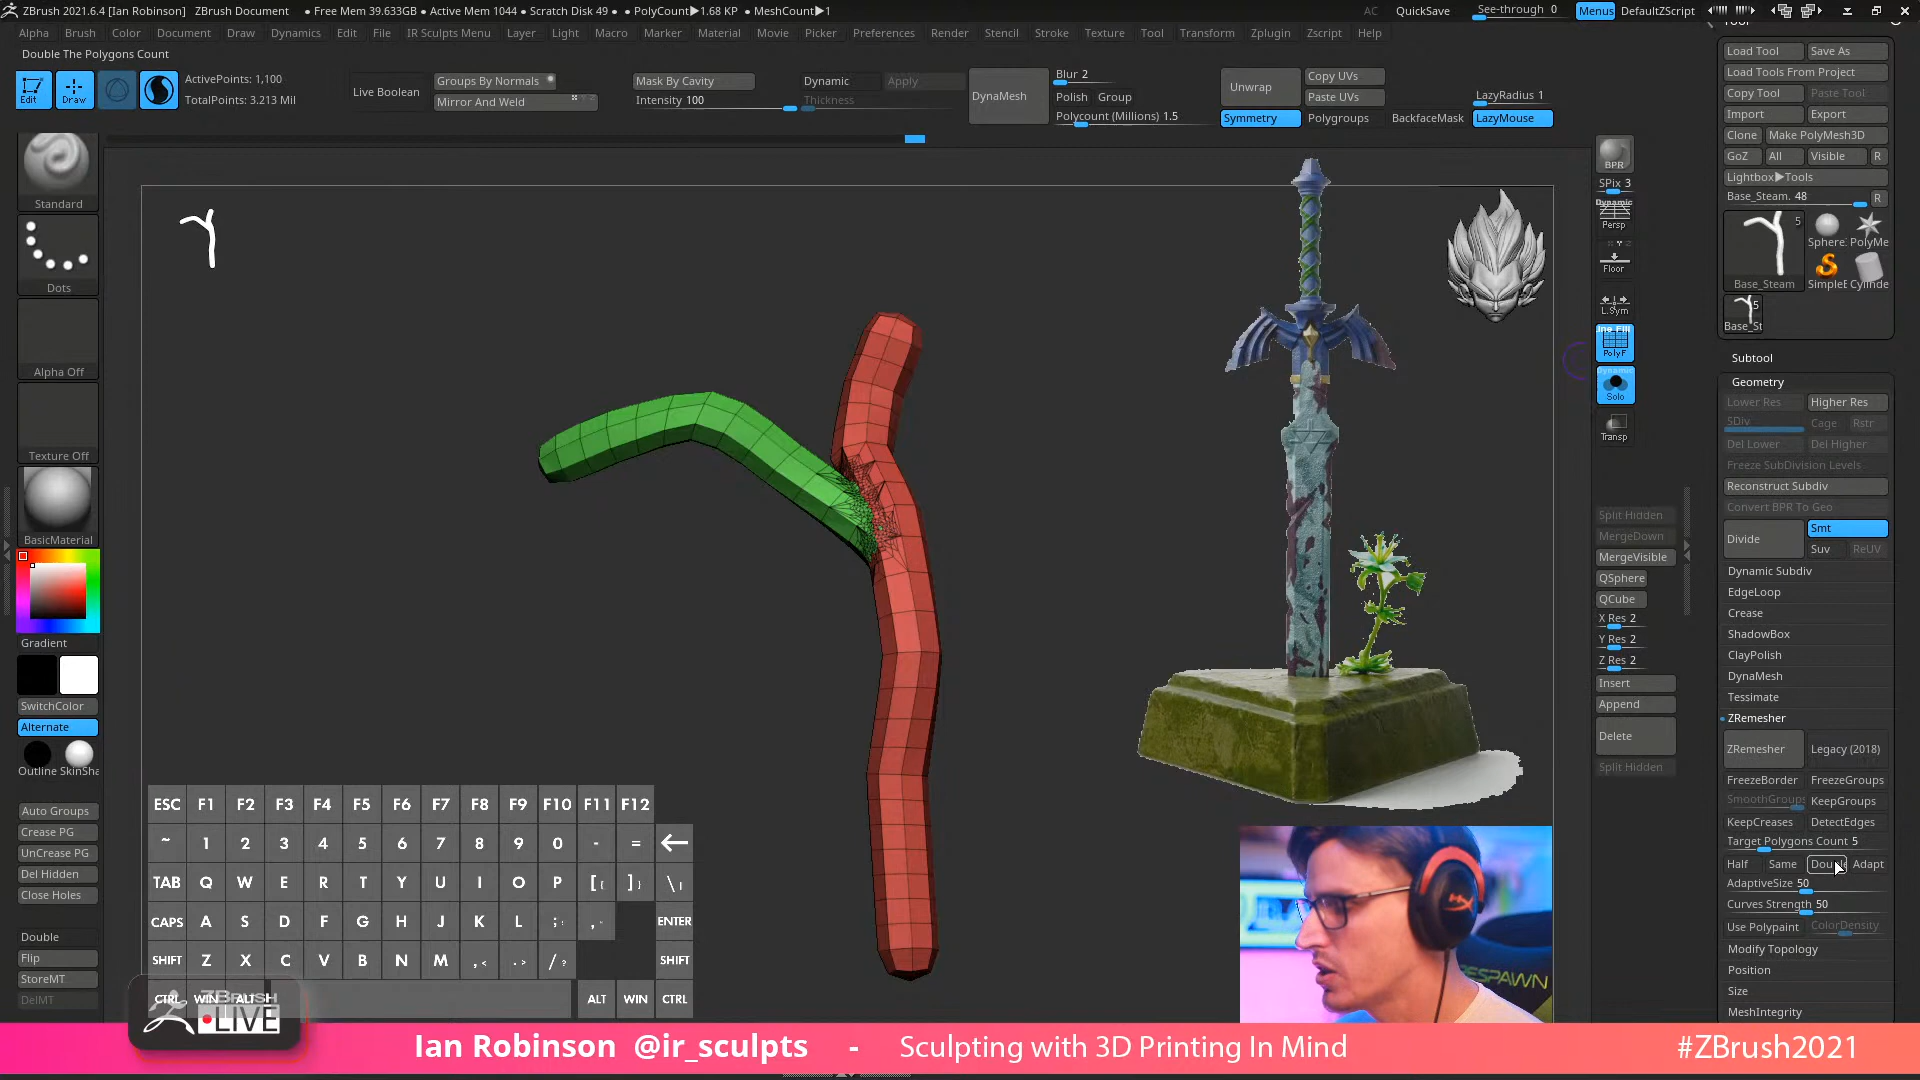 ZBrush 2021.6.4 [Ian Robinson] ZBrush Document • Free Mem 39.633GB • Active Mem 1044 • Scratch Disk 49 • PolyCount▶1.68 KP • MeshCount▶1 AC QuickSave See-through 0 Menus DefaultZScript
Alpha Brush Color Document Draw Dynamics Edit File IR Sculpts Menu Layer Light Macro Marker Material Movie Picker Preferences Render Stencil Stroke Texture Tool Transform Zplugin Zscript Help
Double The Polygons Count
Edit Draw
ActivePoints: 1,100
TotalPoints: 3.213 Mil
Live Boolean
Groups By Normals
Mirror And Weld
Mask By Cavity
Intensity 100
Dynamic Apply
Thickness
DynaMesh
Blur 2
Polish Group
Polycount (Millions) 1.5
Unwrap
Symmetry
Copy UVs
Paste UVs
Polygroups
BackfaceMask
LazyRadius 1
LazyMouse
Standard
Dots
Alpha Off
Texture Off
BasicMaterial
Gradient
SwitchColor
Alternate
Outline SkinSha
Auto Groups
Crease PG
UnCrease PG
Del Hidden
Close Holes
Double
Flip
StoreMT
DelMT
BPR
SPix 3
Dynamic
Persp
Floor
L.Sym
Line Fill
PolyF
Dynamic
Solo
Transp
Split Hidden
MergeDown
MergeVisible
QSphere
QCube
X Res 2
Y Res 2
Z Res 2
Insert
Append
Delete
Split Hidden
Tool
Load Tool Save As
Load Tools From Project
Copy Tool Paste Tool
Import Export
Clone Make PolyMesh3D
GoZ All Visible R
Lightbox▶Tools
Base_Steam. 48 R
5
Sphere. PolyMe
Base_Steam SimpleB Cylinde
5
Base_St
Subtool
Geometry
Lower Res Higher Res
SDiv Cage Rstr
Del Lower Del Higher
Freeze SubDivision Levels
Reconstruct Subdiv
Convert BPR To Geo
Divide Smt
Suv ReUV
Dynamic Subdiv
EdgeLoop
Crease
ShadowBox
ClayPolish
DynaMesh
Tessimate
ZRemesher
ZRemesher Legacy (2018)
FreezeBorder FreezeGroups
SmoothGroups KeepGroups
KeepCreases DetectEdges
Target Polygons Count 5
Half Same Adapt
AdaptiveSize 50
Curves Strength 50
Use Polypaint ColorDensity
Modify Topology
Position
Size
MeshIntegrity
ESC F1 F2 F3 F4 F5 F6 F7 F8 F9 F10 F11 F12
~ 1 2 3 4 5 6 7 8 9 0 - = ←
TAB Q W E R T Y U I O P [{ ]} \|
CAPS A S D F G H J K L ;: ,. ENTER
SHIFT Z X C V B N M ,< .> /? SHIFT
CTRL WIN ALT ALT WIN CTRL
ZBRUSH
LIVE
HX
RESPAWN
Ian Robinson @ir_sculpts - Sculpting with 3D Printing In Mind #ZBrush2021